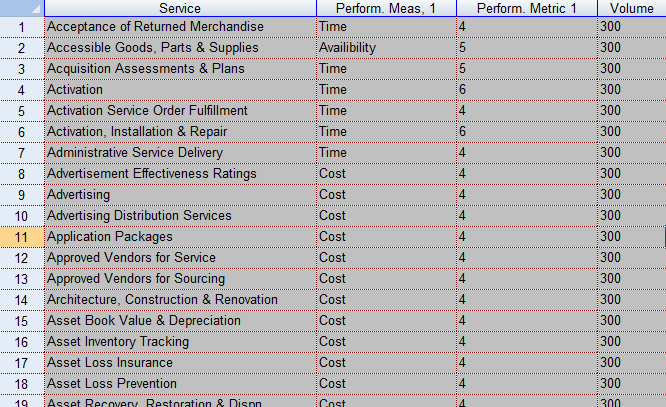 Service Perform. Meas, 1 Perform. Metric 1 Volume
1 Acceptance of Returned Merchandise Time 4 300
2 Accessible Goods, Parts & Supplies Availibility 5 300
3 Acquisition Assessments & Plans Time 5 300
4 Activation Time 6 300
5 Activation Service Order Fulfillment Time 4 300
6 Activation, Installation & Repair Time 6 300
7 Administrative Service Delivery Time 4 300
8 Advertisement Effectiveness Ratings Cost 4 300
9 Advertising Cost 4 300
10 Advertising Distribution Services Cost 4 300
11 Application Packages Cost 4 300
12 Approved Vendors for Service Cost 4 300
13 Approved Vendors for Sourcing Cost 4 300
14 Architecture, Construction & Renovation Cost 4 300
15 Asset Book Value & Depreciation Cost 4 300
16 Asset Inventory Tracking Cost 4 300
17 Asset Loss Insurance Cost 4 300
18 Asset Loss Prevention Cost 4 300
19 Asset Recovery, Restoration & Dispn Cost 4 300